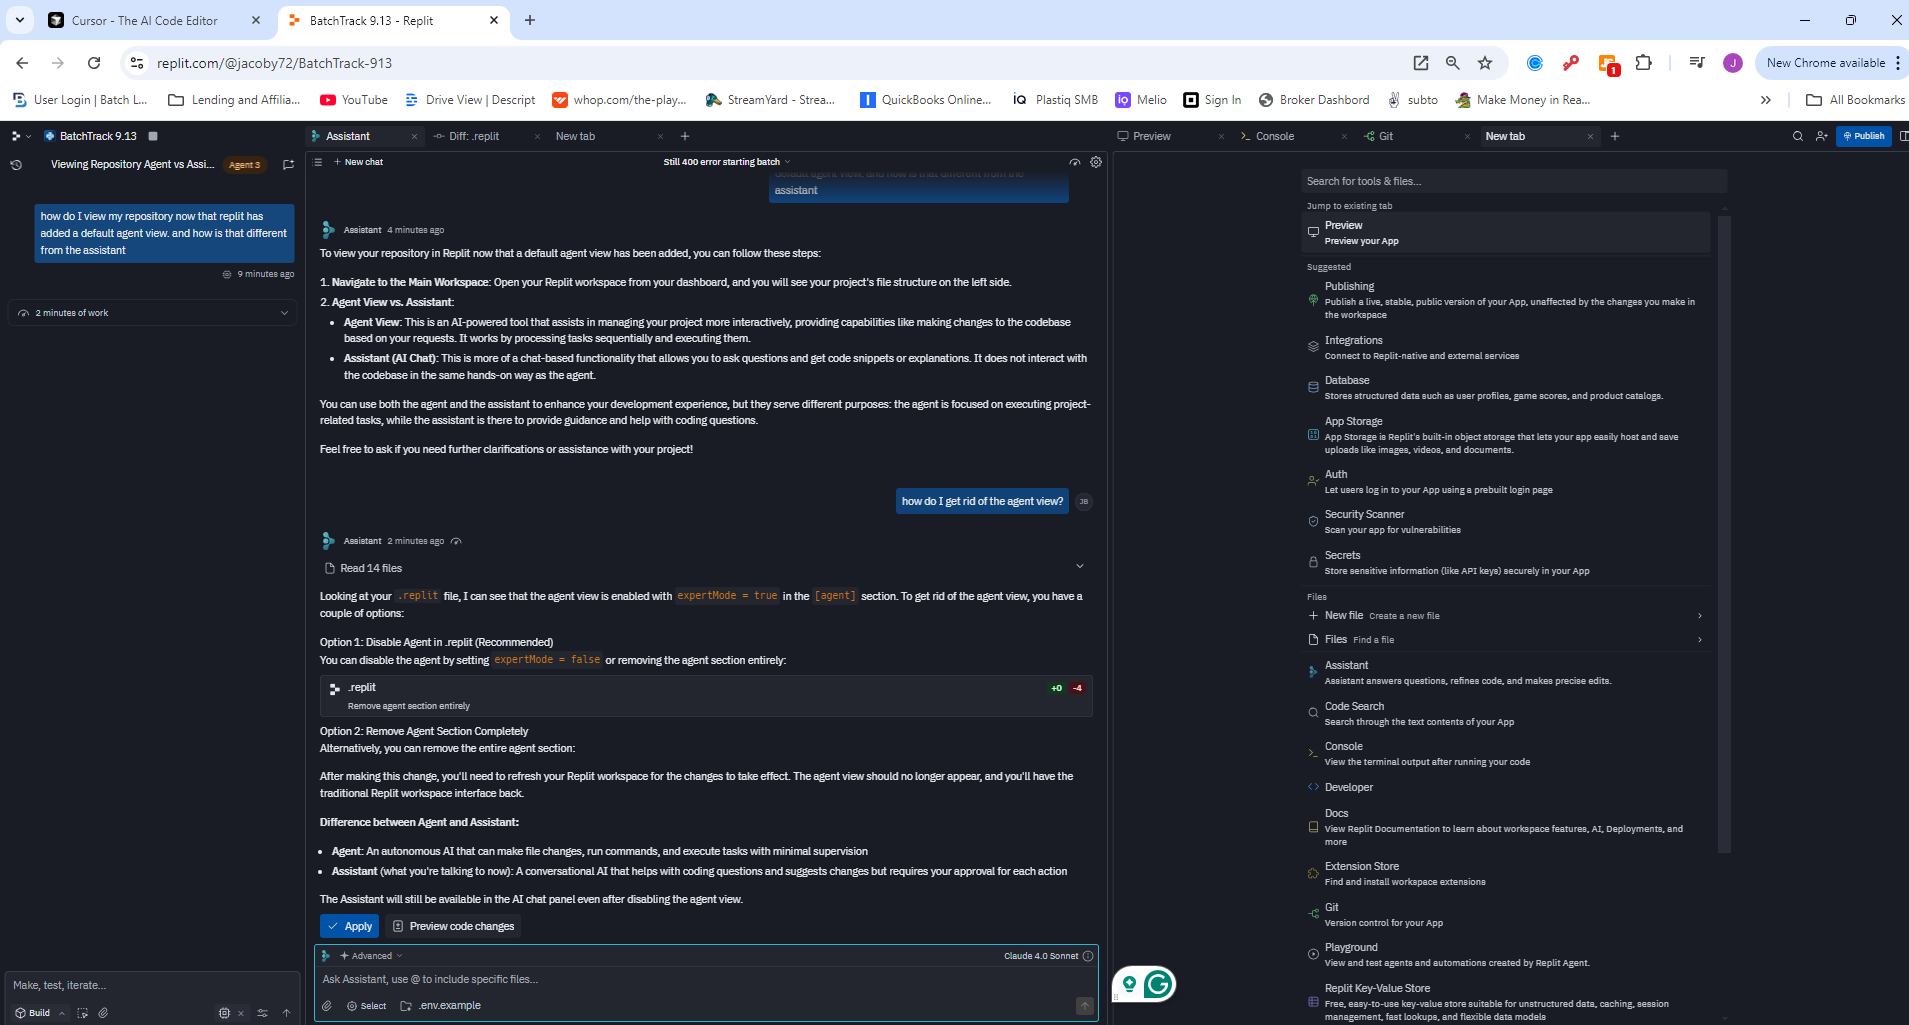 Cursor - The AI Code Editor
BatchTrack 9.13 - Replit
replit.com/@jacoby72/BatchTrack-913
1
J
New Chrome available
User Login | Batch L...
Lending and Affilia...
YouTube
Drive View | Descript
whop.com/the-play...
StreamYard - Strea...
QuickBooks Online...
Plastiq SMB
Melio
Sign In
Broker Dashbord
subto
Make Money in Rea...
All Bookmarks
BatchTrack 9.13
Viewing Repository Agent vs Assi...
Agent 3
how do I view my repository now that replit has
added a default agent view. and how is that different
from the assistant
9 minutes ago
2 minutes of work
Make, test, iterate...
Build
Assistant
Diff: .replit
New tab
New chat
Still 400 error starting batch
default agent view. and how is that different from the
assistant
Assistant 4 minutes ago
To view your repository in Replit now that a default agent view has been added, you can follow these steps:
1. Navigate to the Main Workspace: Open your Replit workspace from your dashboard, and you will see your project's file structure on the left side.
2. Agent View vs. Assistant:
• Agent View: This is an AI-powered tool that assists in managing your project more interactively, providing capabilities like making changes to the codebase
based on your requests. It works by processing tasks sequentially and executing them.
• Assistant (AI Chat): This is more of a chat-based functionality that allows you to ask questions and get code snippets or explanations. It does not interact with
the codebase in the same hands-on way as the agent.
You can use both the agent and the assistant to enhance your development experience, but they serve different purposes: the agent is focused on executing project-
related tasks, while the assistant is there to provide guidance and help with coding questions.
Feel free to ask if you need further clarifications or assistance with your project!
how do I get rid of the agent view?
JB
Assistant 2 minutes ago
Read 14 files
Looking at your .replit file, I can see that the agent view is enabled with expertMode = true in the [agent] section. To get rid of the agent view, you have a
couple of options:
Option 1: Disable Agent in .replit (Recommended)
You can disable the agent by setting expertMode = false or removing the agent section entirely:
.replit
+0 -4
Remove agent section entirely
Option 2: Remove Agent Section Completely
Alternatively, you can remove the entire agent section:
After making this change, you'll need to refresh your Replit workspace for the changes to take effect. The agent view should no longer appear, and you'll have the
traditional Replit workspace interface back.
Difference between Agent and Assistant:
• Agent: An autonomous AI that can make file changes, run commands, and execute tasks with minimal supervision
• Assistant (what you're talking to now): A conversational AI that helps with coding questions and suggests changes but requires your approval for each action
The Assistant will still be available in the AI chat panel even after disabling the agent view.
Apply
Preview code changes
Advanced
Claude 4.0 Sonnet
Ask Assistant, use @ to include specific files...
Select
.env.example
Preview
Console
Git
New tab
Publish
Search for tools & files...
Jump to existing tab
Preview
Preview your App
Suggested
Publishing
Publish a live, stable, public version of your App, unaffected by the changes you make in
the workspace
Integrations
Connect to Replit-native and external services
Database
Stores structured data such as user profiles, game scores, and product catalogs.
App Storage
App Storage is Replit's built-in object storage that lets your app easily host and save
uploads like images, videos, and documents.
Auth
Let users log in to your App using a prebuilt login page
Security Scanner
Scan your app for vulnerabilities
Secrets
Store sensitive information (like API keys) securely in your App
Files
New file Create a new file
Files Find a file
Assistant
Assistant answers questions, refines code, and makes precise edits.
Code Search
Search through the text contents of your App
Console
View the terminal output after running your code
Developer
Docs
View Replit Documentation to learn about workspace features, AI, Deployments, and
more
Extension Store
Find and install workspace extensions
Git
Version control for your App
Playground
View and test agents and automations created by Replit Agent.
Replit Key-Value Store
Free, easy-to-use key-value store suitable for unstructured data, caching, session
management, fast lookups, and flexible data models